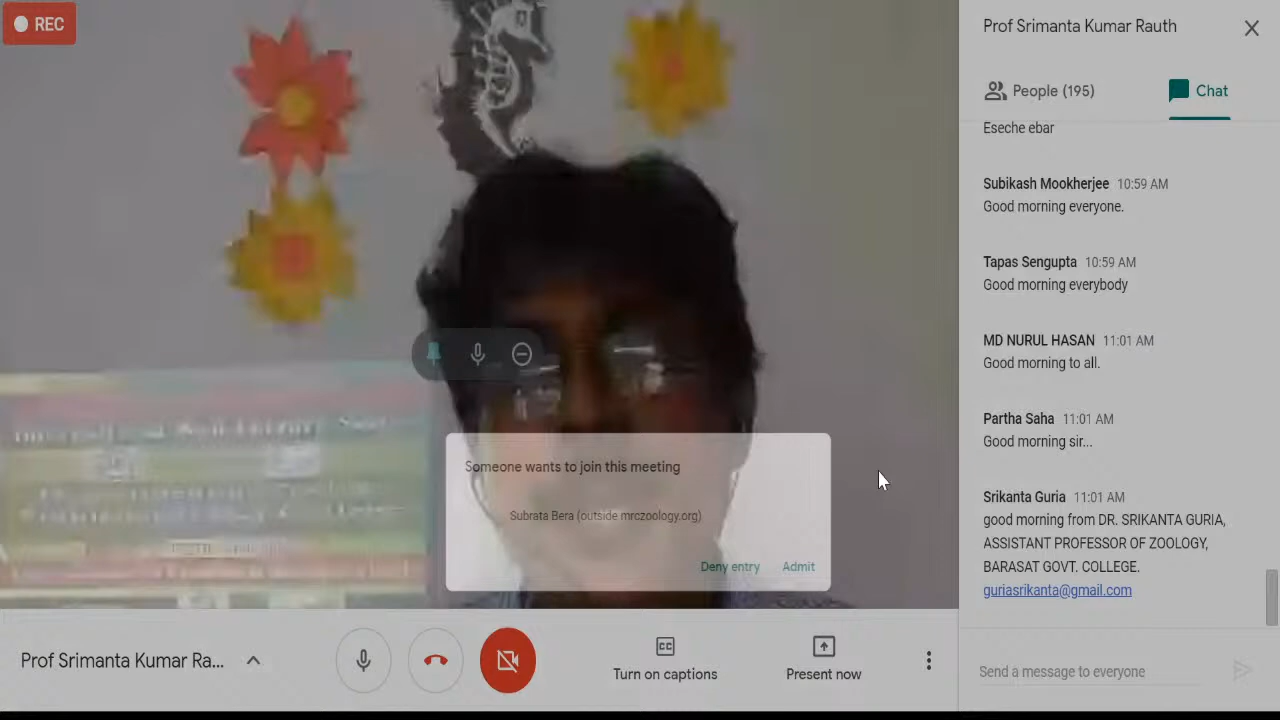 REC
Prof Srimanta Kumar Rauth
People (195)
Chat
Eseche ebar
Subikash Mookherjee 10:59 AM
Good morning everyone.
Tapas Sengupta 10:59 AM
Good morning everybody
MD NURUL HASAN 11:01 AM
Good morning to all.
Partha Saha 11:01 AM
Good morning sir...
Srikanta Guria 11:01 AM
good morning from DR. SRIKANTA GURIA,
ASSISTANT PROFESSOR OF ZOOLOGY,
BARASAT GOVT. COLLEGE.
guriasrikanta@gmail.com
Send a message to everyone
Someone wants to join this meeting
Subrata Bera (outside mrczoology.org)
Deny entry Admit
Prof Srimanta Kumar Ra...
CC
Turn on captions
Present now